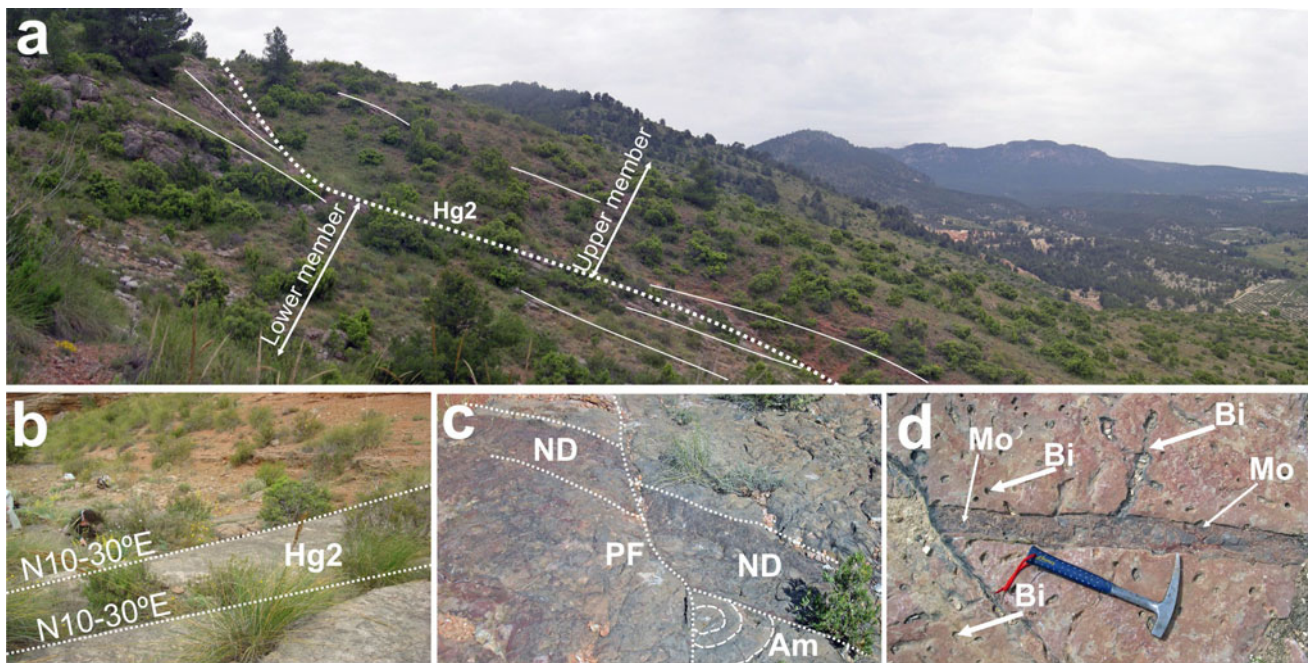 a
Hg2
Upper member
Lower member
b
N10-30ºE
Hg2
N10-30ºE
c
ND
PF
ND
Am
d
Mo
Bi
Bi
Mo
Bi